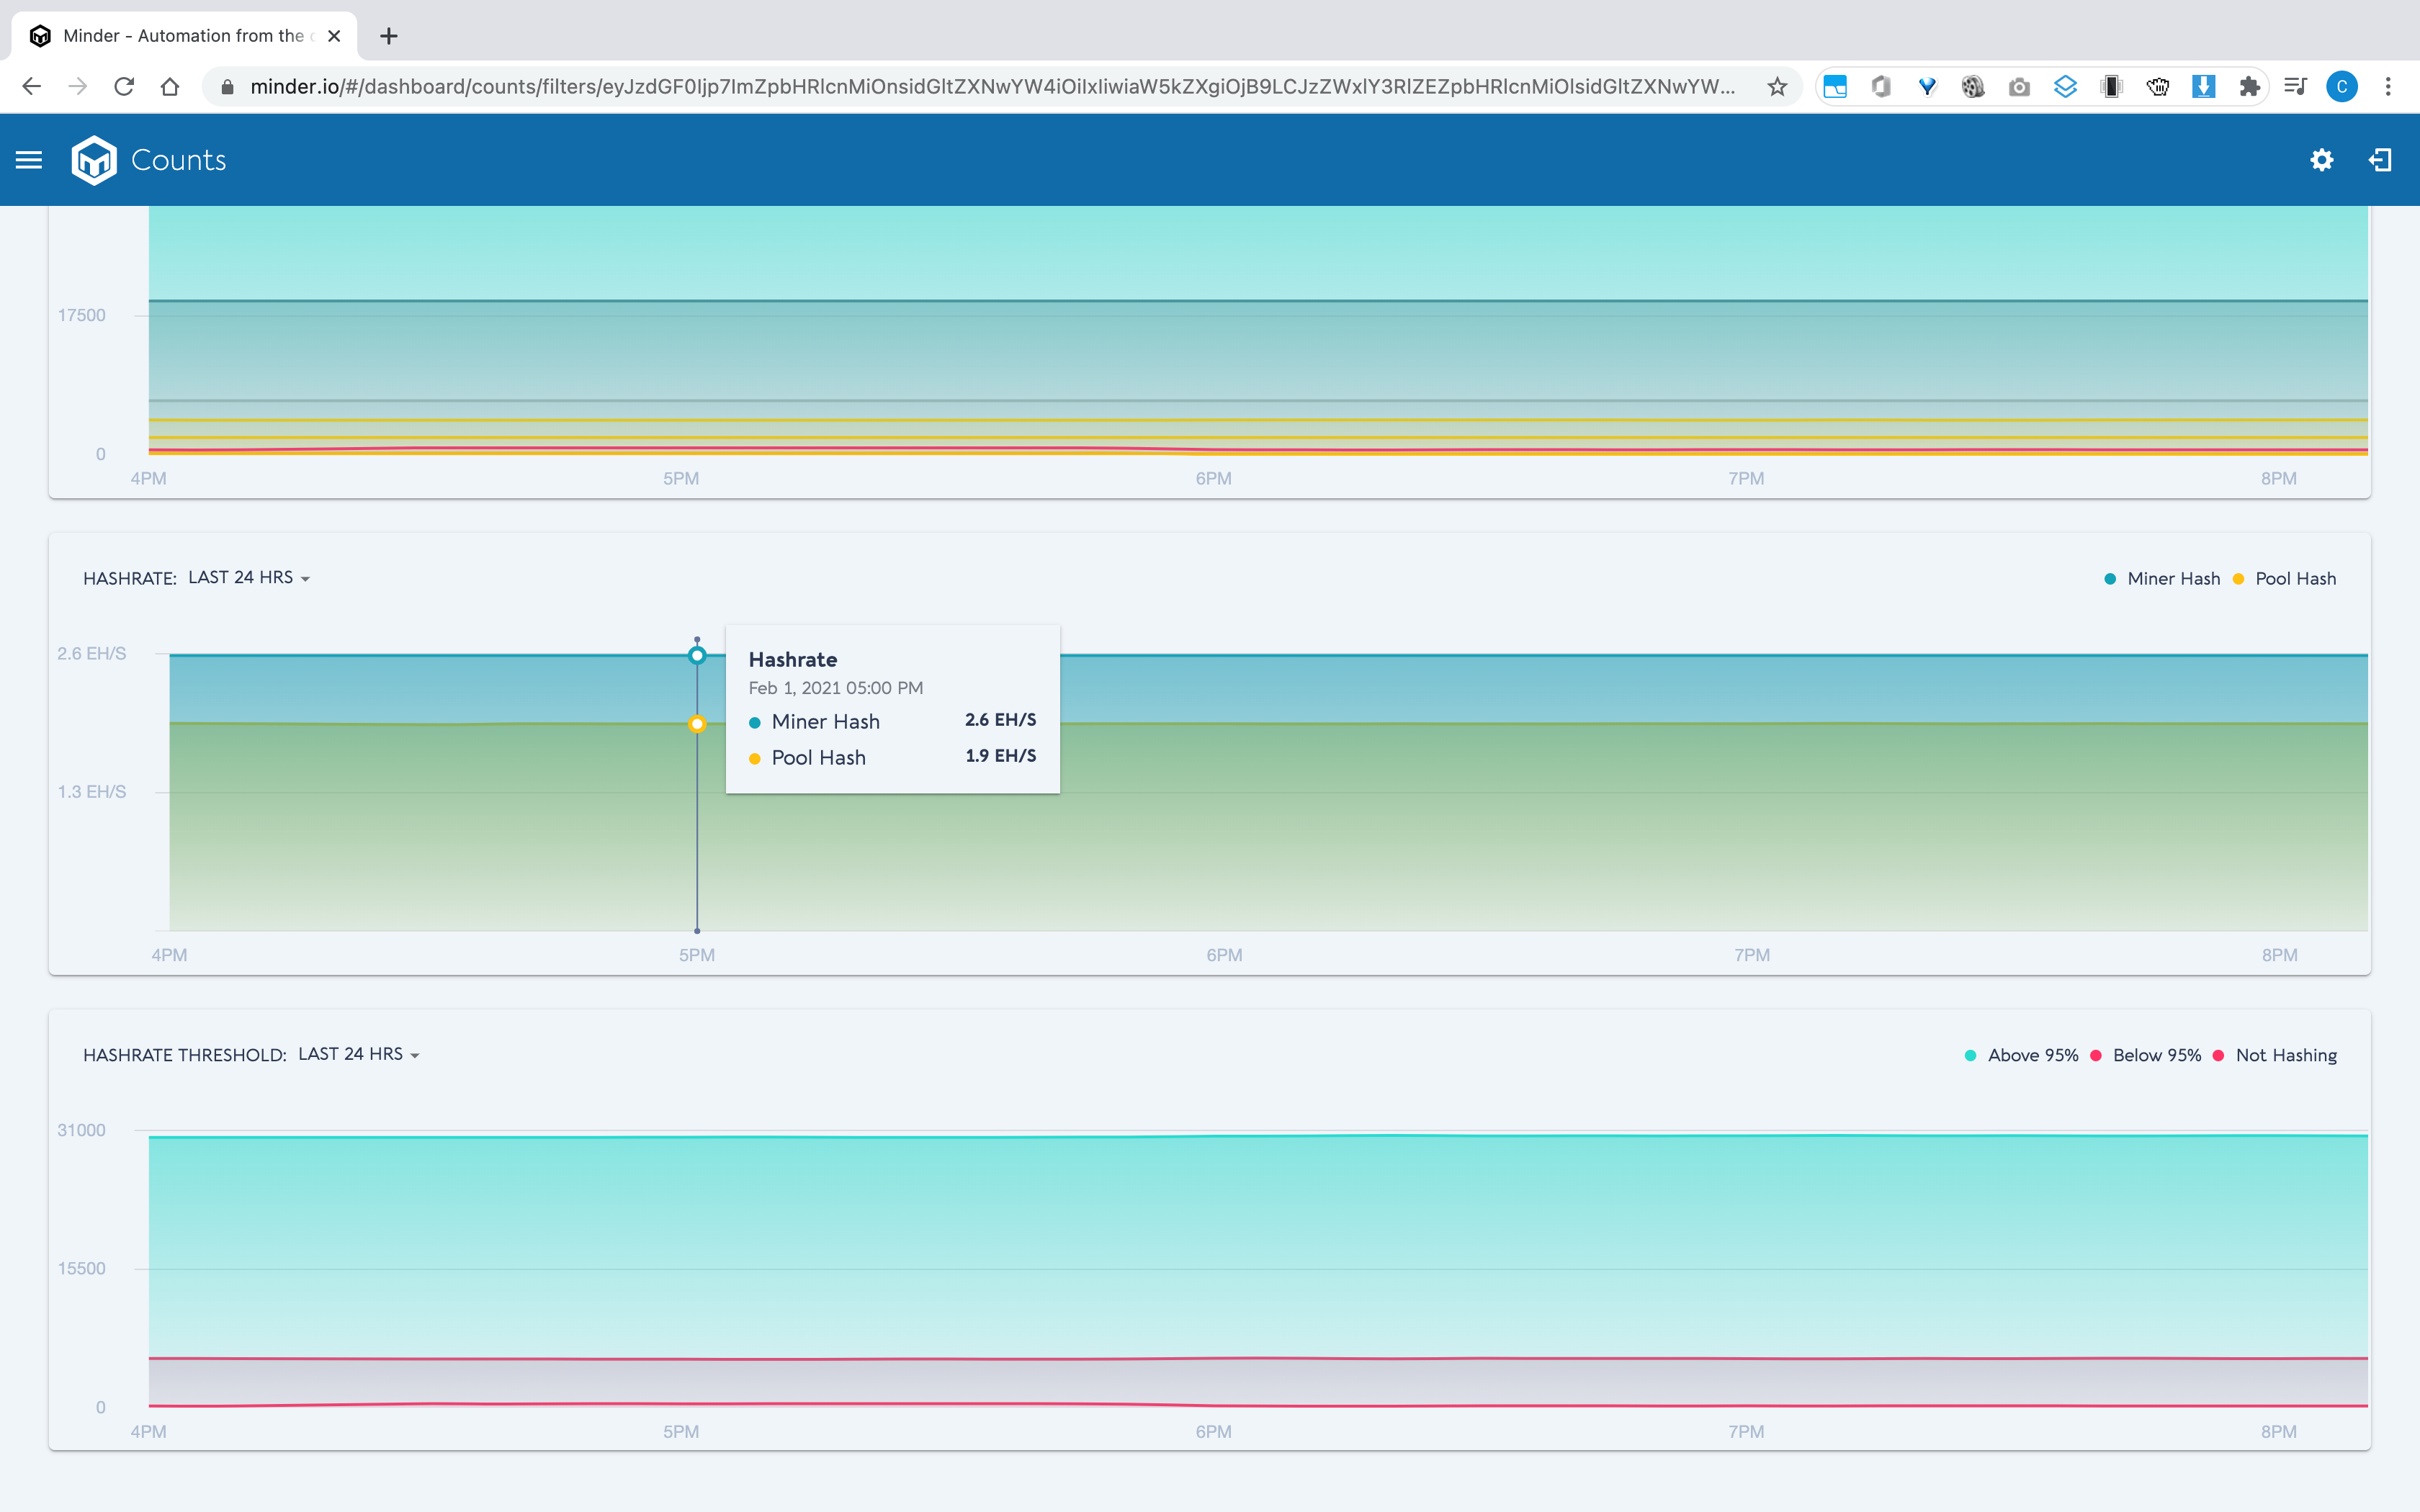 Minder - Automation from the
minder.io/#/dashboard/counts/filters/eyJzdGF0Ijp7ImZpbHRlcnMiOnsidGltZXNwYW4iOiIxIiwiaW5kZXgiOjB9LCJzZWxlY3RlZEZpbHRlcnMiOlsidGltZXNwYW4iOiIxIiwiaW5kZXgiOjB9LCJzZWxlY3RlZEZpbHRlcnMiOlsidGltZXNwYW...
C
Counts
17500
0
4PM 5PM 6PM 7PM 8PM
HASHRATE: LAST 24 HRS
Miner Hash Pool Hash
2.6 EH/S
Hashrate
Feb 1, 2021 05:00 PM
Miner Hash 2.6 EH/S
Pool Hash 1.9 EH/S
1.3 EH/S
4PM 5PM 6PM 7PM 8PM
HASHRATE THRESHOLD: LAST 24 HRS
Above 95% Below 95% Not Hashing
31000
15500
0
4PM 5PM 6PM 7PM 8PM